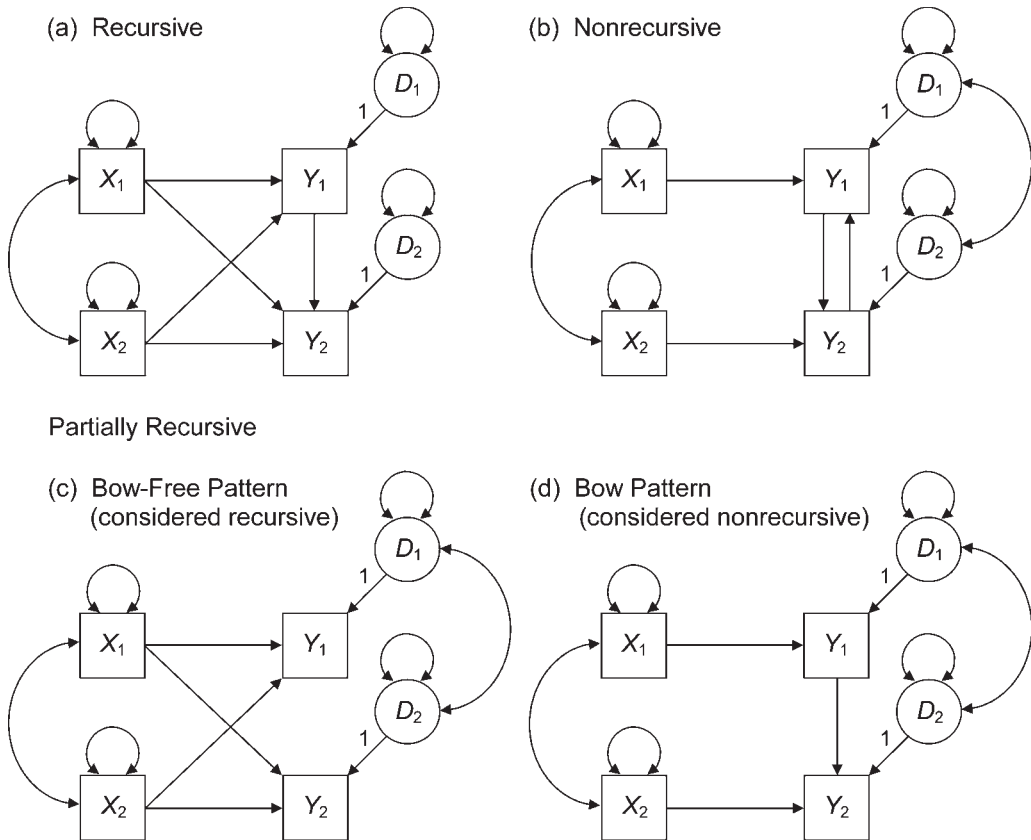 (a) Recursive
D₁
1
X₁
Y₁
D₂
1
X₂
Y₂
(b) Nonrecursive
D₁
1
X₁
Y₁
D₂
1
X₂
Y₂
Partially Recursive
(c) Bow-Free Pattern
(considered recursive)
D₁
1
X₁
Y₁
D₂
1
X₂
Y₂
(d) Bow Pattern
(considered nonrecursive)
D₁
1
X₁
Y₁
D₂
1
X₂
Y₂